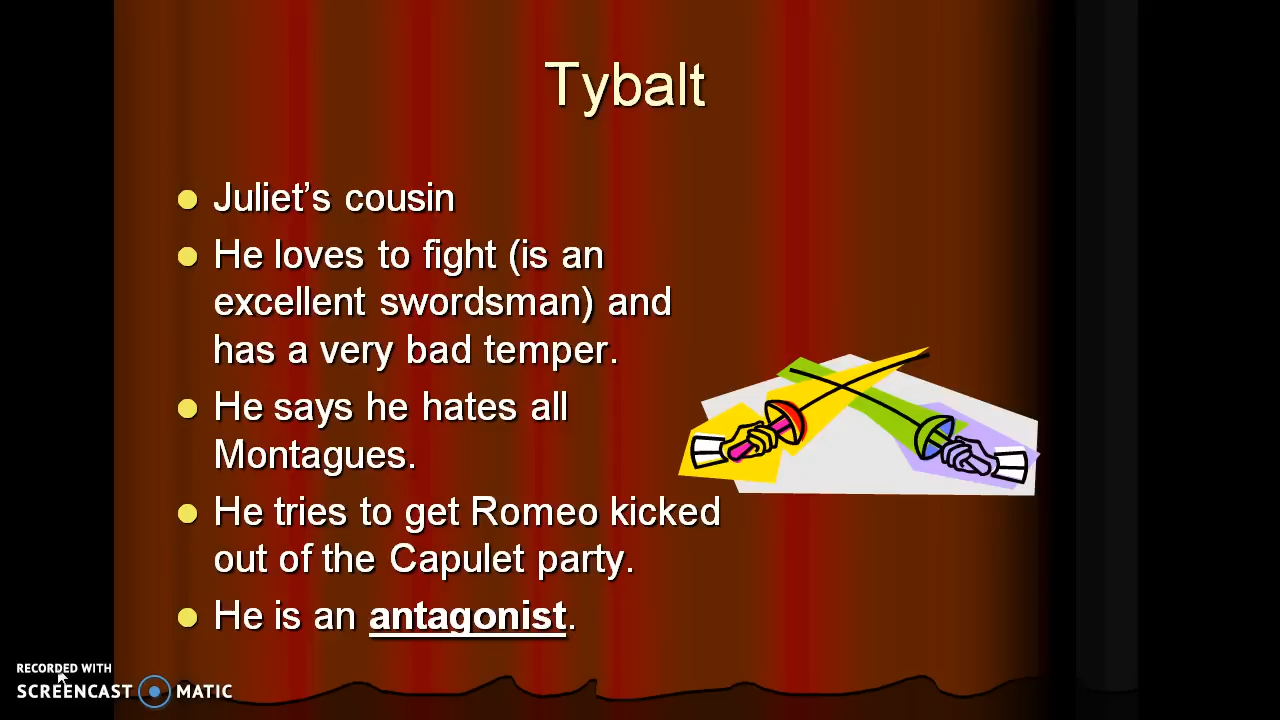 Tybalt
Juliet’s cousin
He loves to fight (is an
excellent swordsman) and
has a very bad temper.
He says he hates all
Montagues.
He tries to get Romeo kicked
out of the Capulet party.
He is an antagonist.
RECORDED WITH
SCREENCAST MATIC